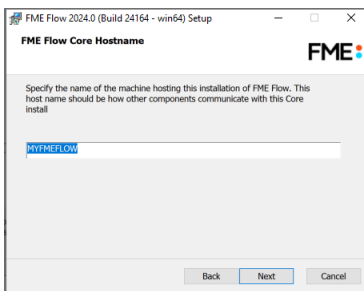 FME Flow 2024.0 (Build 24164 - win64) Setup
FME Flow Core Hostname
FME
Specify the name of the machine hosting this installation of FME Flow. This
host name should be how other components communicate with this Core
install
MYFMEFLOW
Back Next Cancel